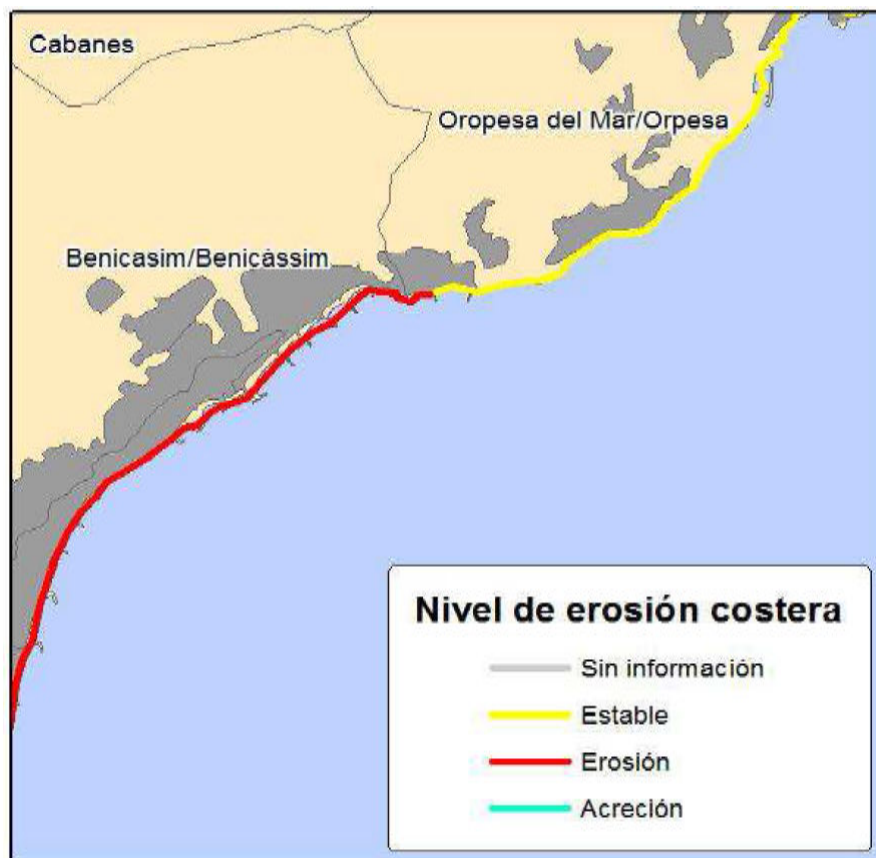 Cabanes
Oropesa del Mar/Orpesa
Benicasim/Benicàssim
Nivel de erosión costera
Sin información
Estable
Erosión
Acreción